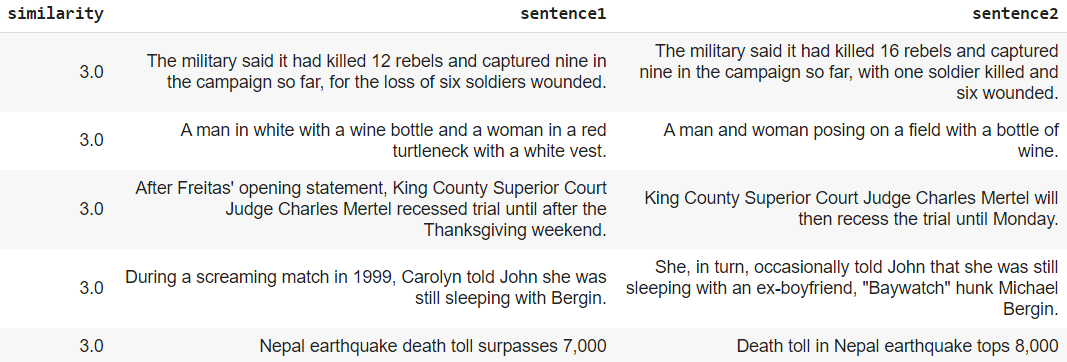 similarity sentence1 sentence2
3.0
The military said it had killed 12 rebels and captured nine in
the campaign so far, for the loss of six soldiers wounded.
The military said it had killed 16 rebels and captured
nine in the campaign so far, with one soldier killed and
six wounded.
3.0
A man in white with a wine bottle and a woman in a red
turtleneck with a white vest.
A man and woman posing on a field with a bottle of
wine.
3.0
After Freitas' opening statement, King County Superior Court
Judge Charles Mertel recessed trial until after the
Thanksgiving weekend.
King County Superior Court Judge Charles Mertel will
then recess the trial until Monday.
3.0
During a screaming match in 1999, Carolyn told John she was
still sleeping with Bergin.
She, in turn, occasionally told John that she was still
sleeping with an ex-boyfriend, "Baywatch" hunk Michael
Bergin.
3.0
Nepal earthquake death toll surpasses 7,000
Death toll in Nepal earthquake tops 8,000